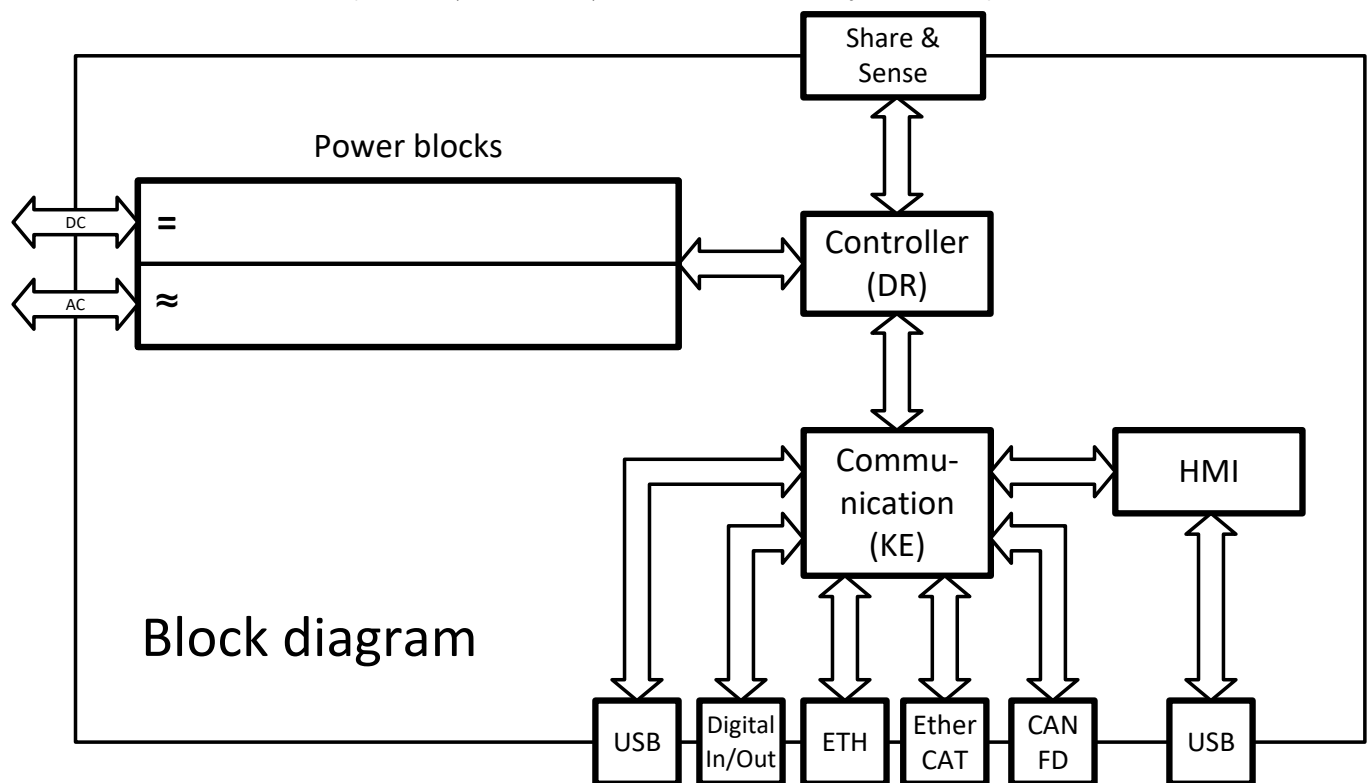 Share &
Sense
Power blocks
DC
=
Controller
(DR)
AC
≈
Commu-
nication
(KE)
HMI
Block diagram
USB
Digital
In/Out
ETH
Ether
CAT
CAN
FD
USB